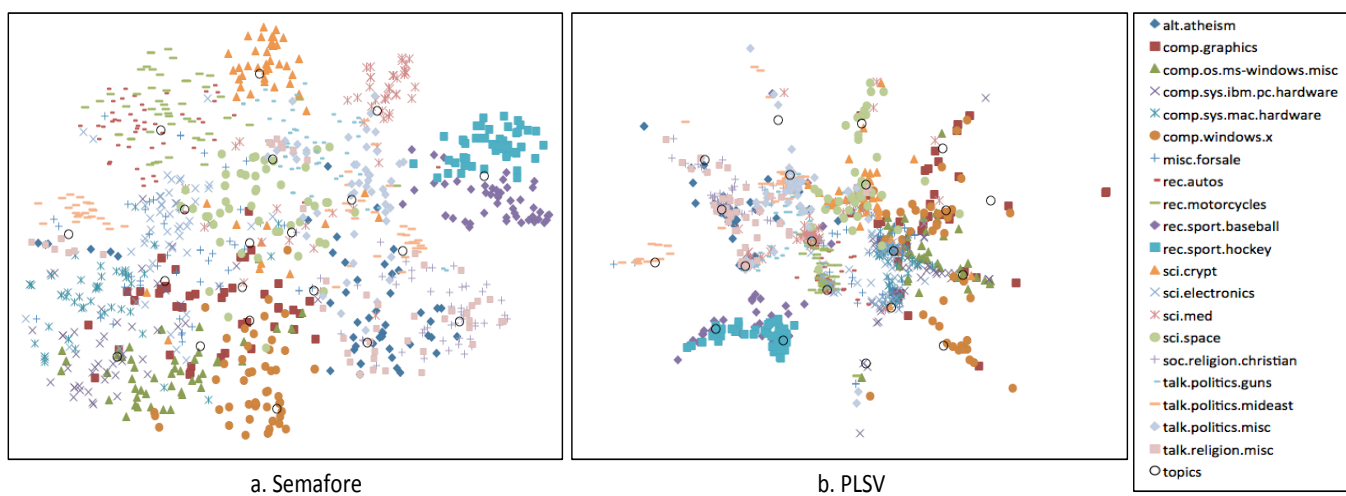 alt.atheism
comp.graphics
comp.os.ms-windows.misc
comp.sys.ibm.pc.hardware
comp.sys.mac.hardware
comp.windows.x
misc.forsale
rec.autos
rec.motorcycles
rec.sport.baseball
rec.sport.hockey
sci.crypt
sci.electronics
sci.med
sci.space
soc.religion.christian
talk.politics.guns
talk.politics.mideast
talk.politics.misc
talk.religion.misc
topics
a. Semafore
b. PLSV